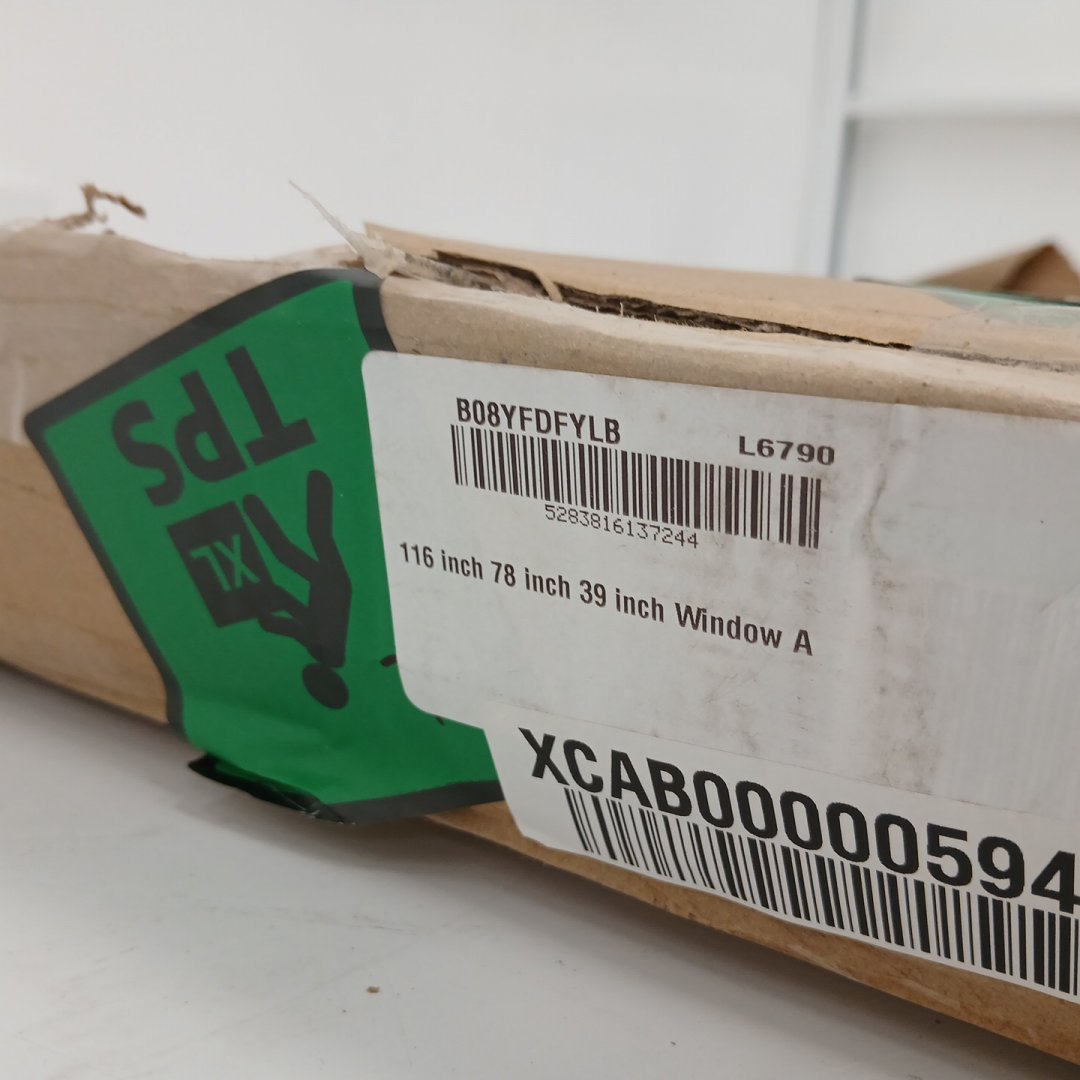 TPS
XL
B08YFDFYLB
L6790
5283816137244
116 inch 78 inch 39 inch Window A
XCAB00000594